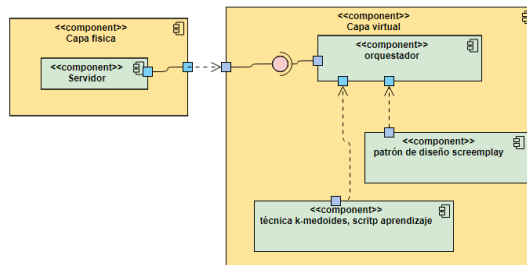 <<component>>
Capa física
<<component>>
Servidor
<<component>>
Capa virtual
<<component>>
orquestador
<<component>>
patrón de diseño screemplay
<<component>>
técnica k-medoides, scritp aprendizaje